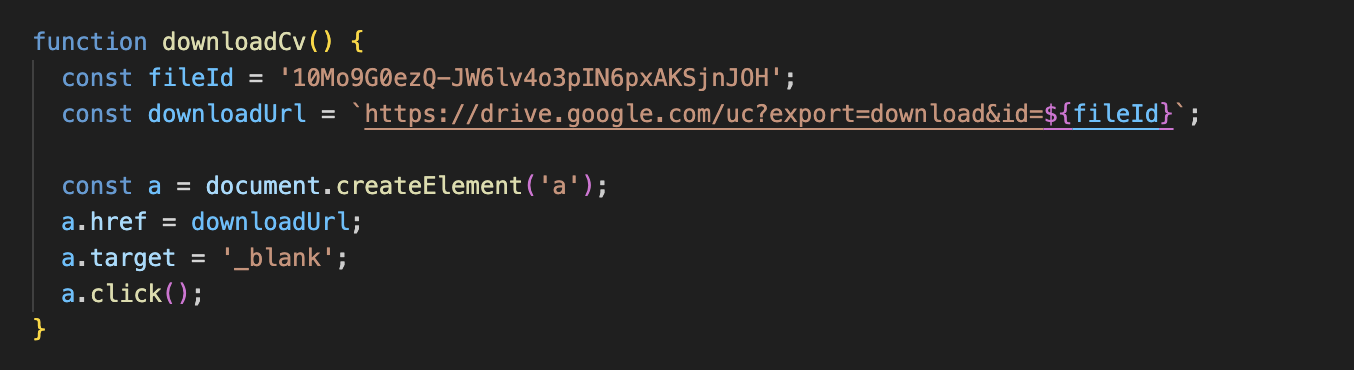 function downloadCv() {
  const fileId = '10Mo9G0ezQ-JW6lv4o3pIN6pxAKSjnJOH';
  const downloadUrl = `https://drive.google.com/uc?export=download&id=${fileId}`;

  const a = document.createElement('a');
  a.href = downloadUrl;
  a.target = '_blank';
  a.click();
}